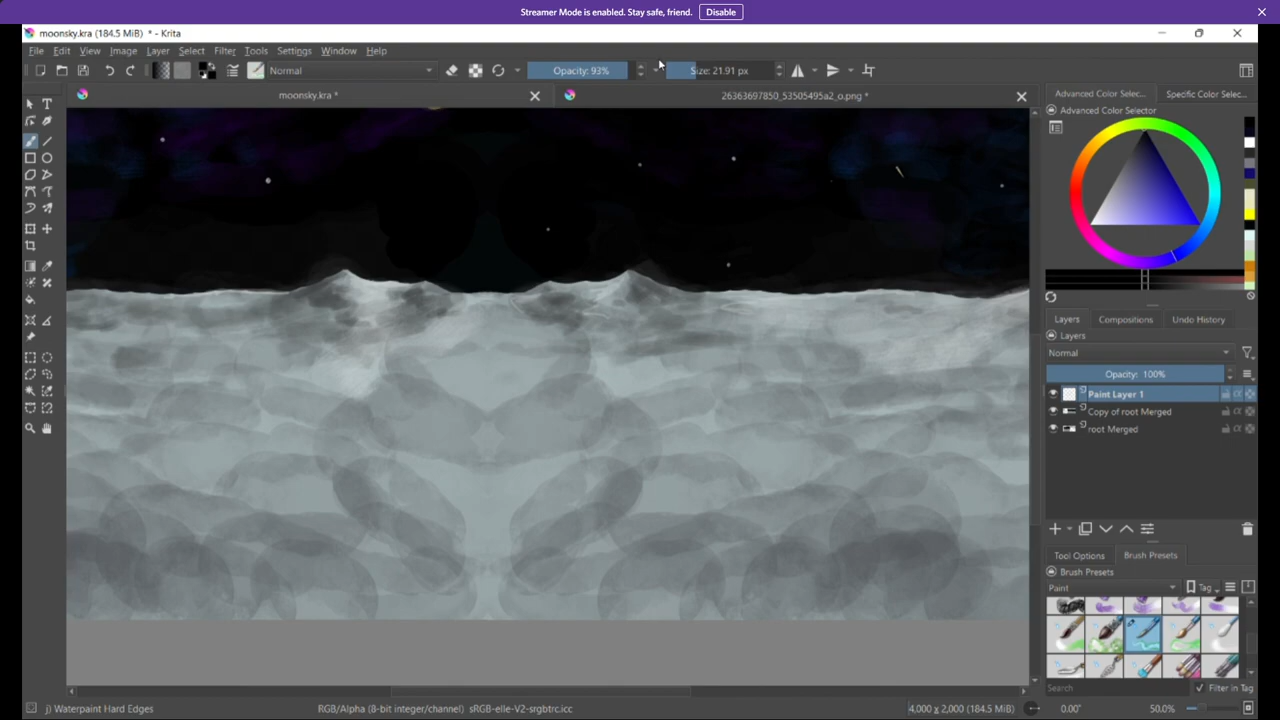 Streamer Mode is enabled. Stay safe, friend. Disable
moonsky.kra (184.5 MiB) * - Krita
File Edit View Image Layer Select Filter Tools Settings Window Help
Normal Opacity: 93% Size: 21.91 px
moonsky.kra * 26363697850_53505495a2_o.png *
Advanced Color Selec... Specific Color Selec...
Advanced Color Selector
Layers Compositions Undo History
Layers
Normal
Opacity: 100%
Paint Layer 1
Copy of root Merged
root Merged
Tool Options Brush Presets
Brush Presets
Paint Tag
Search Filter in Tag
j) Waterpaint Hard Edges RGB/Alpha (8-bit integer/channel) sRGB-elle-V2-srgbtrc.icc 4,000 x 2,000 (184.5 MiB) 0.00° 50.0%